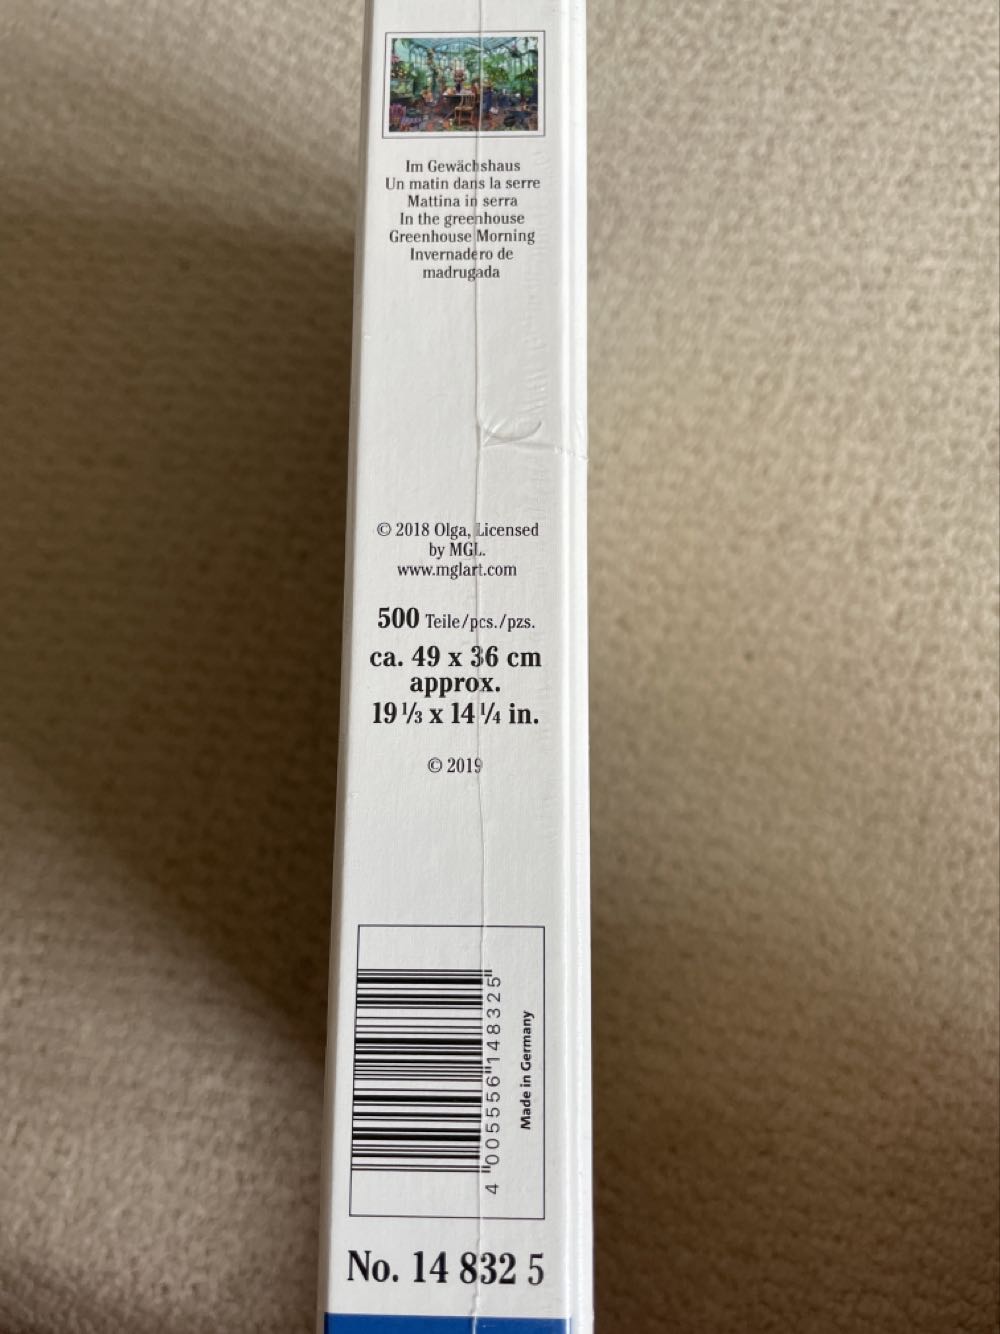 Im Gewächshaus
Un matin dans la serre
Mattina in serra
In the greenhouse
Greenhouse Morning
Invernadero de
madrugada
© 2018 Olga, Licensed
by MGL.
www.mglart.com
500 Teile/pcs./pzs.
ca. 49 x 36 cm
approx.
19 1/3 x 14 1/4 in.
© 2019
4 005556 148325
Made in Germany
No. 14 832 5